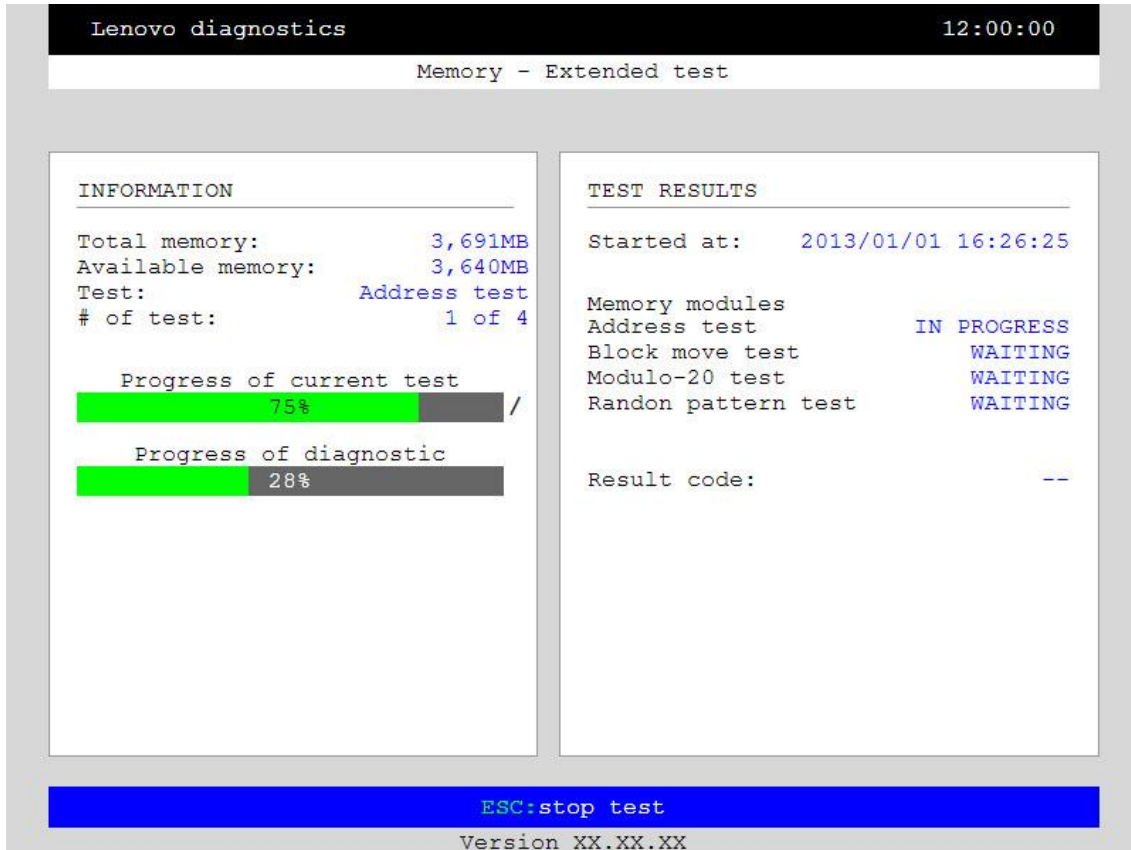 Lenovo diagnostics 12:00:00
Memory - Extended test
INFORMATION
Total memory: 3,691MB
Available memory: 3,640MB
Test: Address test
# of test: 1 of 4
Progress of current test
75% /
Progress of diagnostic
28%
TEST RESULTS
Started at: 2013/01/01 16:26:25
Memory modules
Address test IN PROGRESS
Block move test WAITING
Modulo-20 test WAITING
Randon pattern test WAITING
Result code: --
ESC:stop test
Version XX.XX.XX